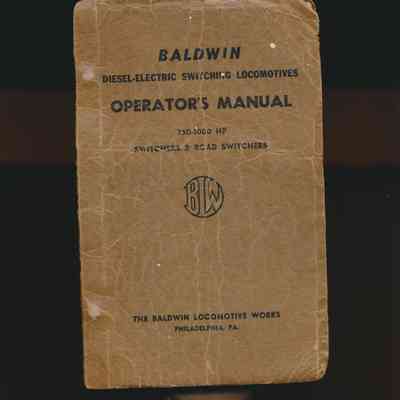 BALDWIN
DIESEL-ELECTRIC SWITCHING LOCOMOTIVES
OPERATOR'S MANUAL
750-1000 HP
SWITCHERS & ROAD SWITCHERS
BLW
THE BALDWIN LOCOMOTIVE WORKS
PHILADELPHIA, PA.